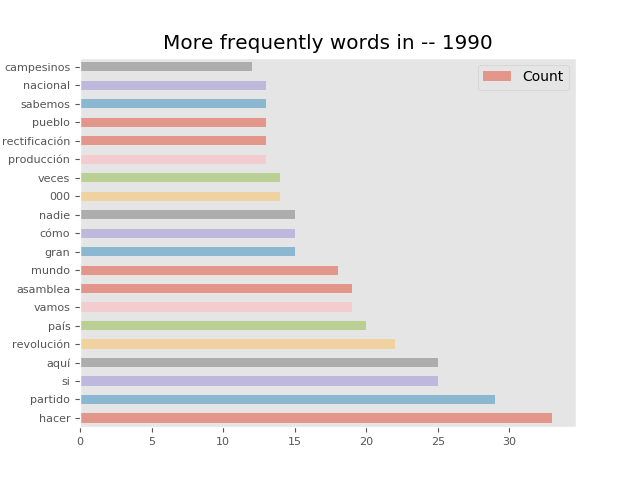 More frequently words in -- 1990
Count
campesinos
nacional
sabemos
pueblo
rectificación
producción
veces
000
nadie
cómo
gran
mundo
asamblea
vamos
país
revolución
aquí
si
partido
hacer
0 5 10 15 20 25 30